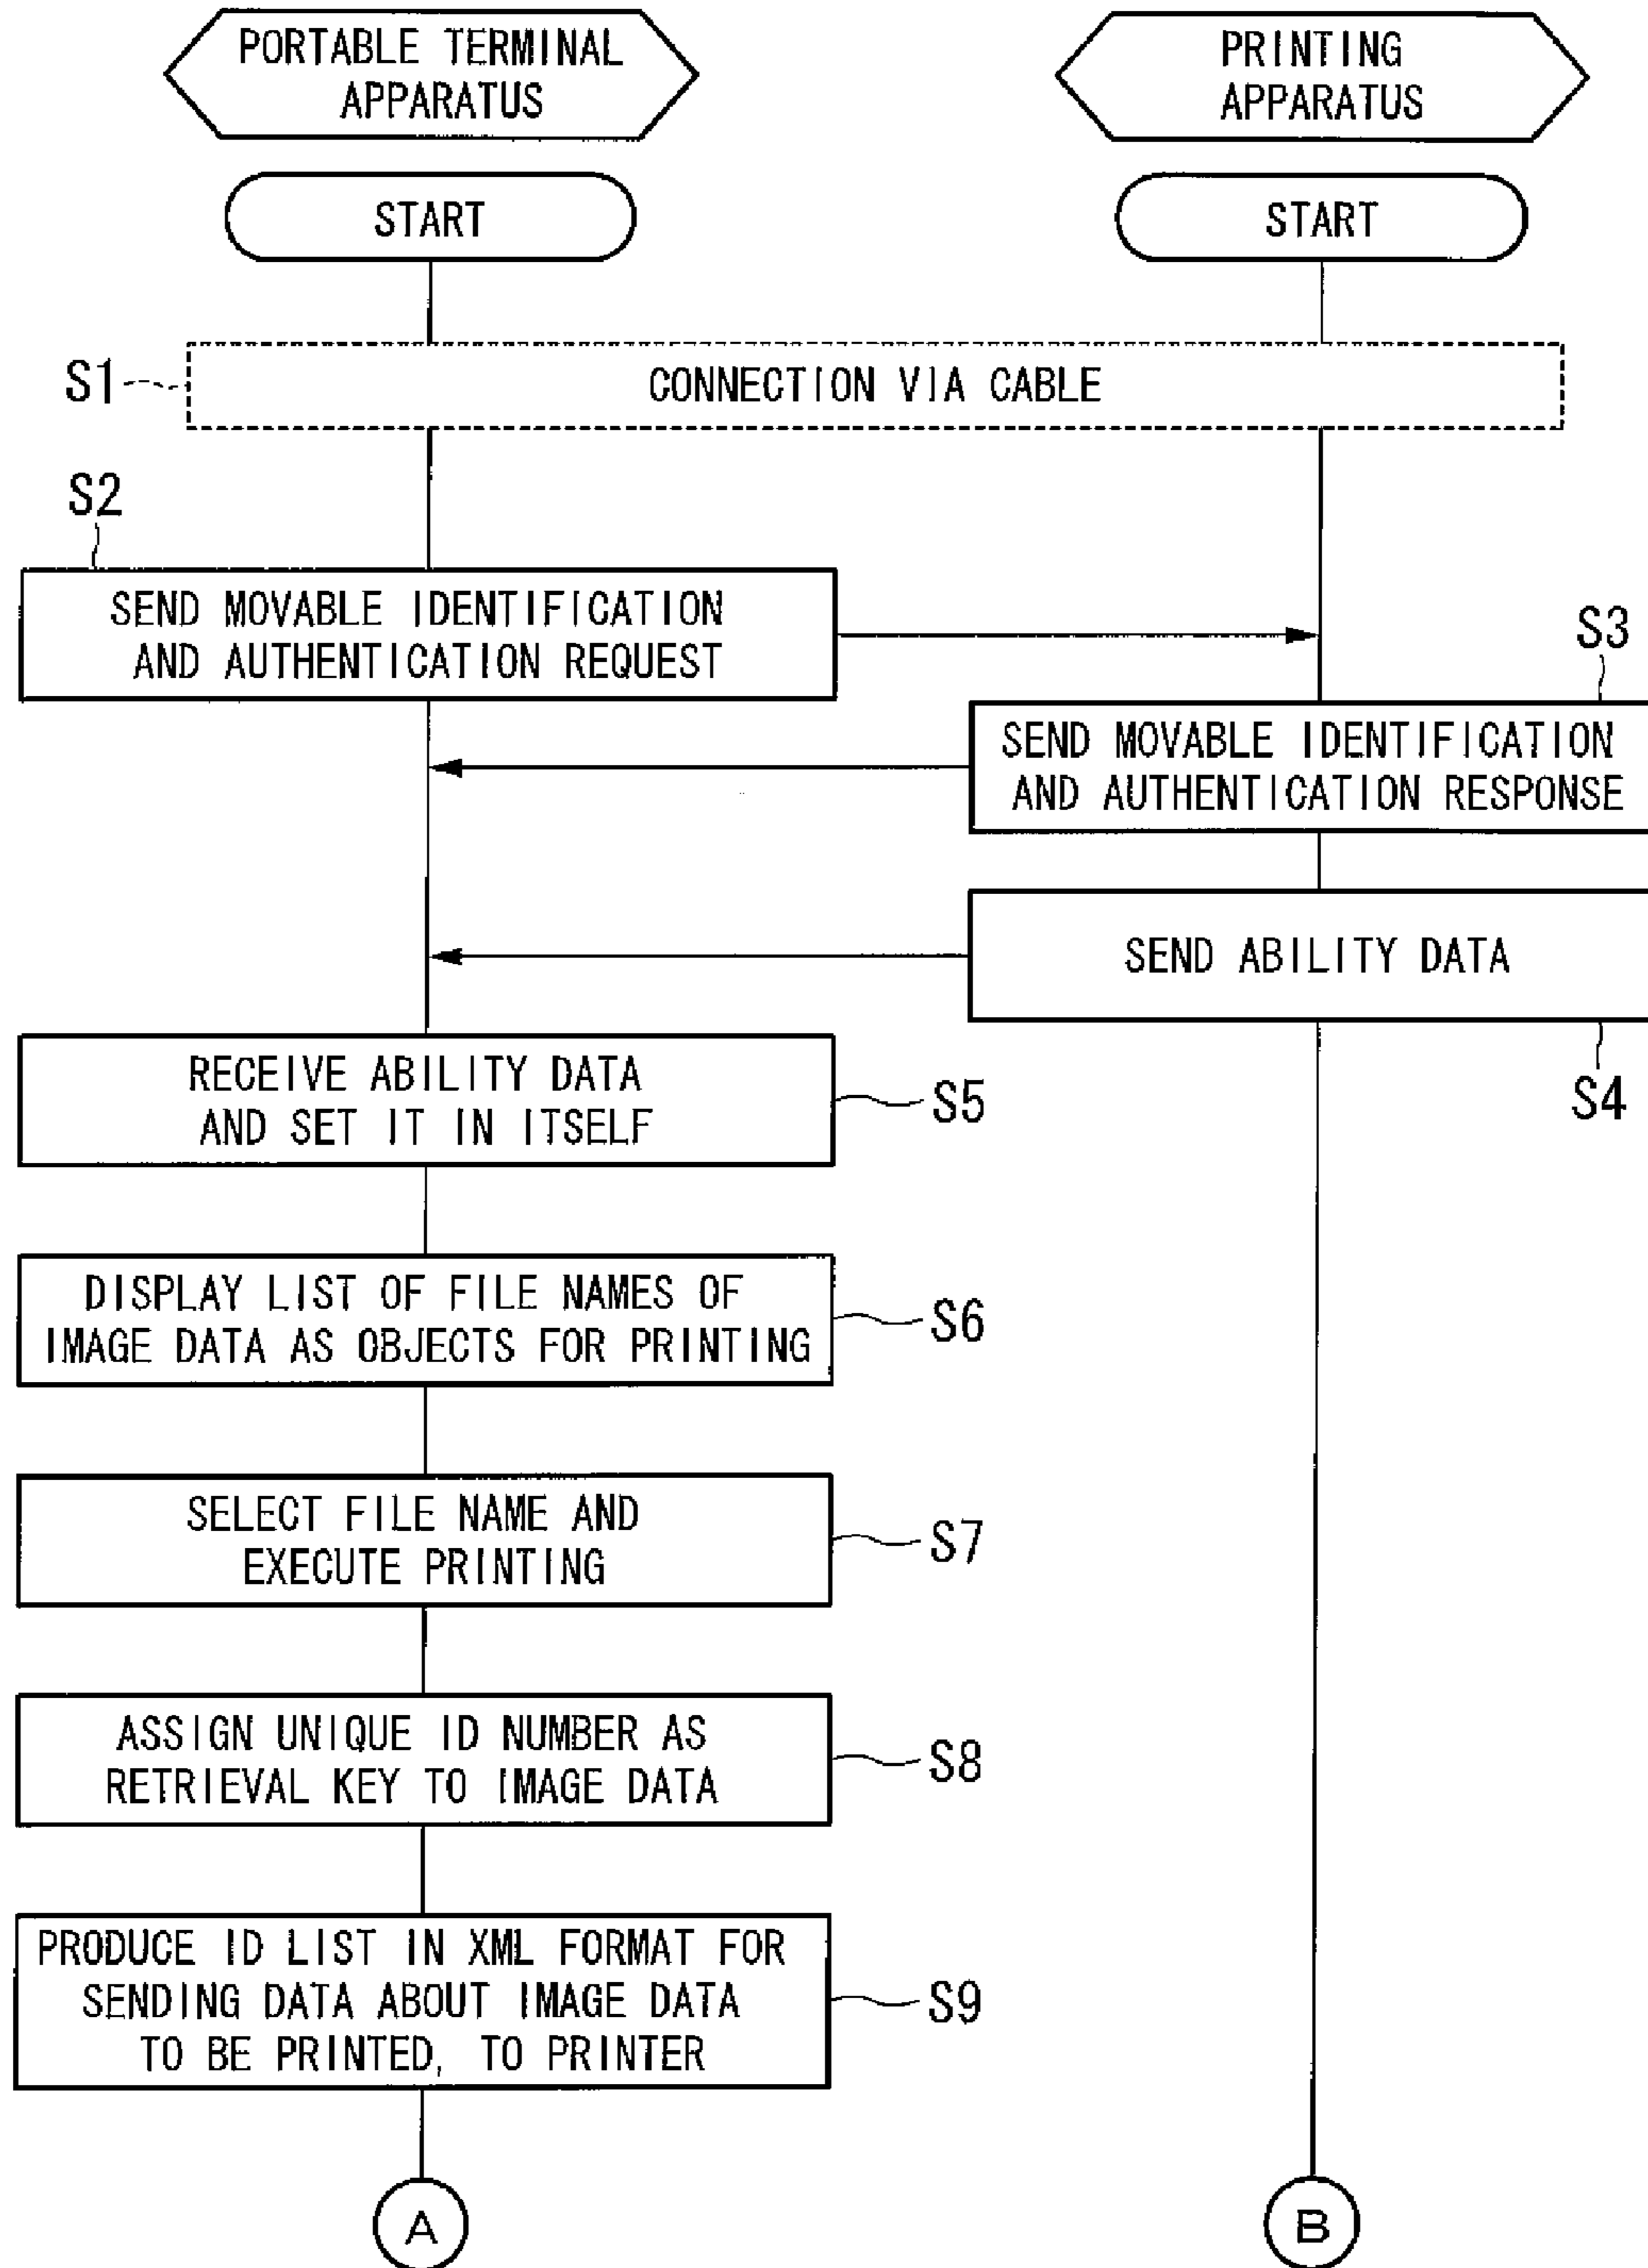 PORTABLE TERMINAL
APPARATUS
PRINTING
APPARATUS
START
START
S1
CONNECTION VIA CABLE
S2
SEND MOVABLE IDENTIFICATION
AND AUTHENTICATION REQUEST
S3
SEND MOVABLE IDENTIFICATION
AND AUTHENTICATION RESPONSE
SEND ABILITY DATA
S4
RECEIVE ABILITY DATA
AND SET IT IN ITSELF
S5
DISPLAY LIST OF FILE NAMES OF
IMAGE DATA AS OBJECTS FOR PRINTING
S6
SELECT FILE NAME AND
EXECUTE PRINTING
S7
ASSIGN UNIQUE ID NUMBER AS
RETRIEVAL KEY TO IMAGE DATA
S8
PRODUCE ID LIST IN XML FORMAT FOR
SENDING DATA ABOUT IMAGE DATA
TO BE PRINTED, TO PRINTER
S9
A
B